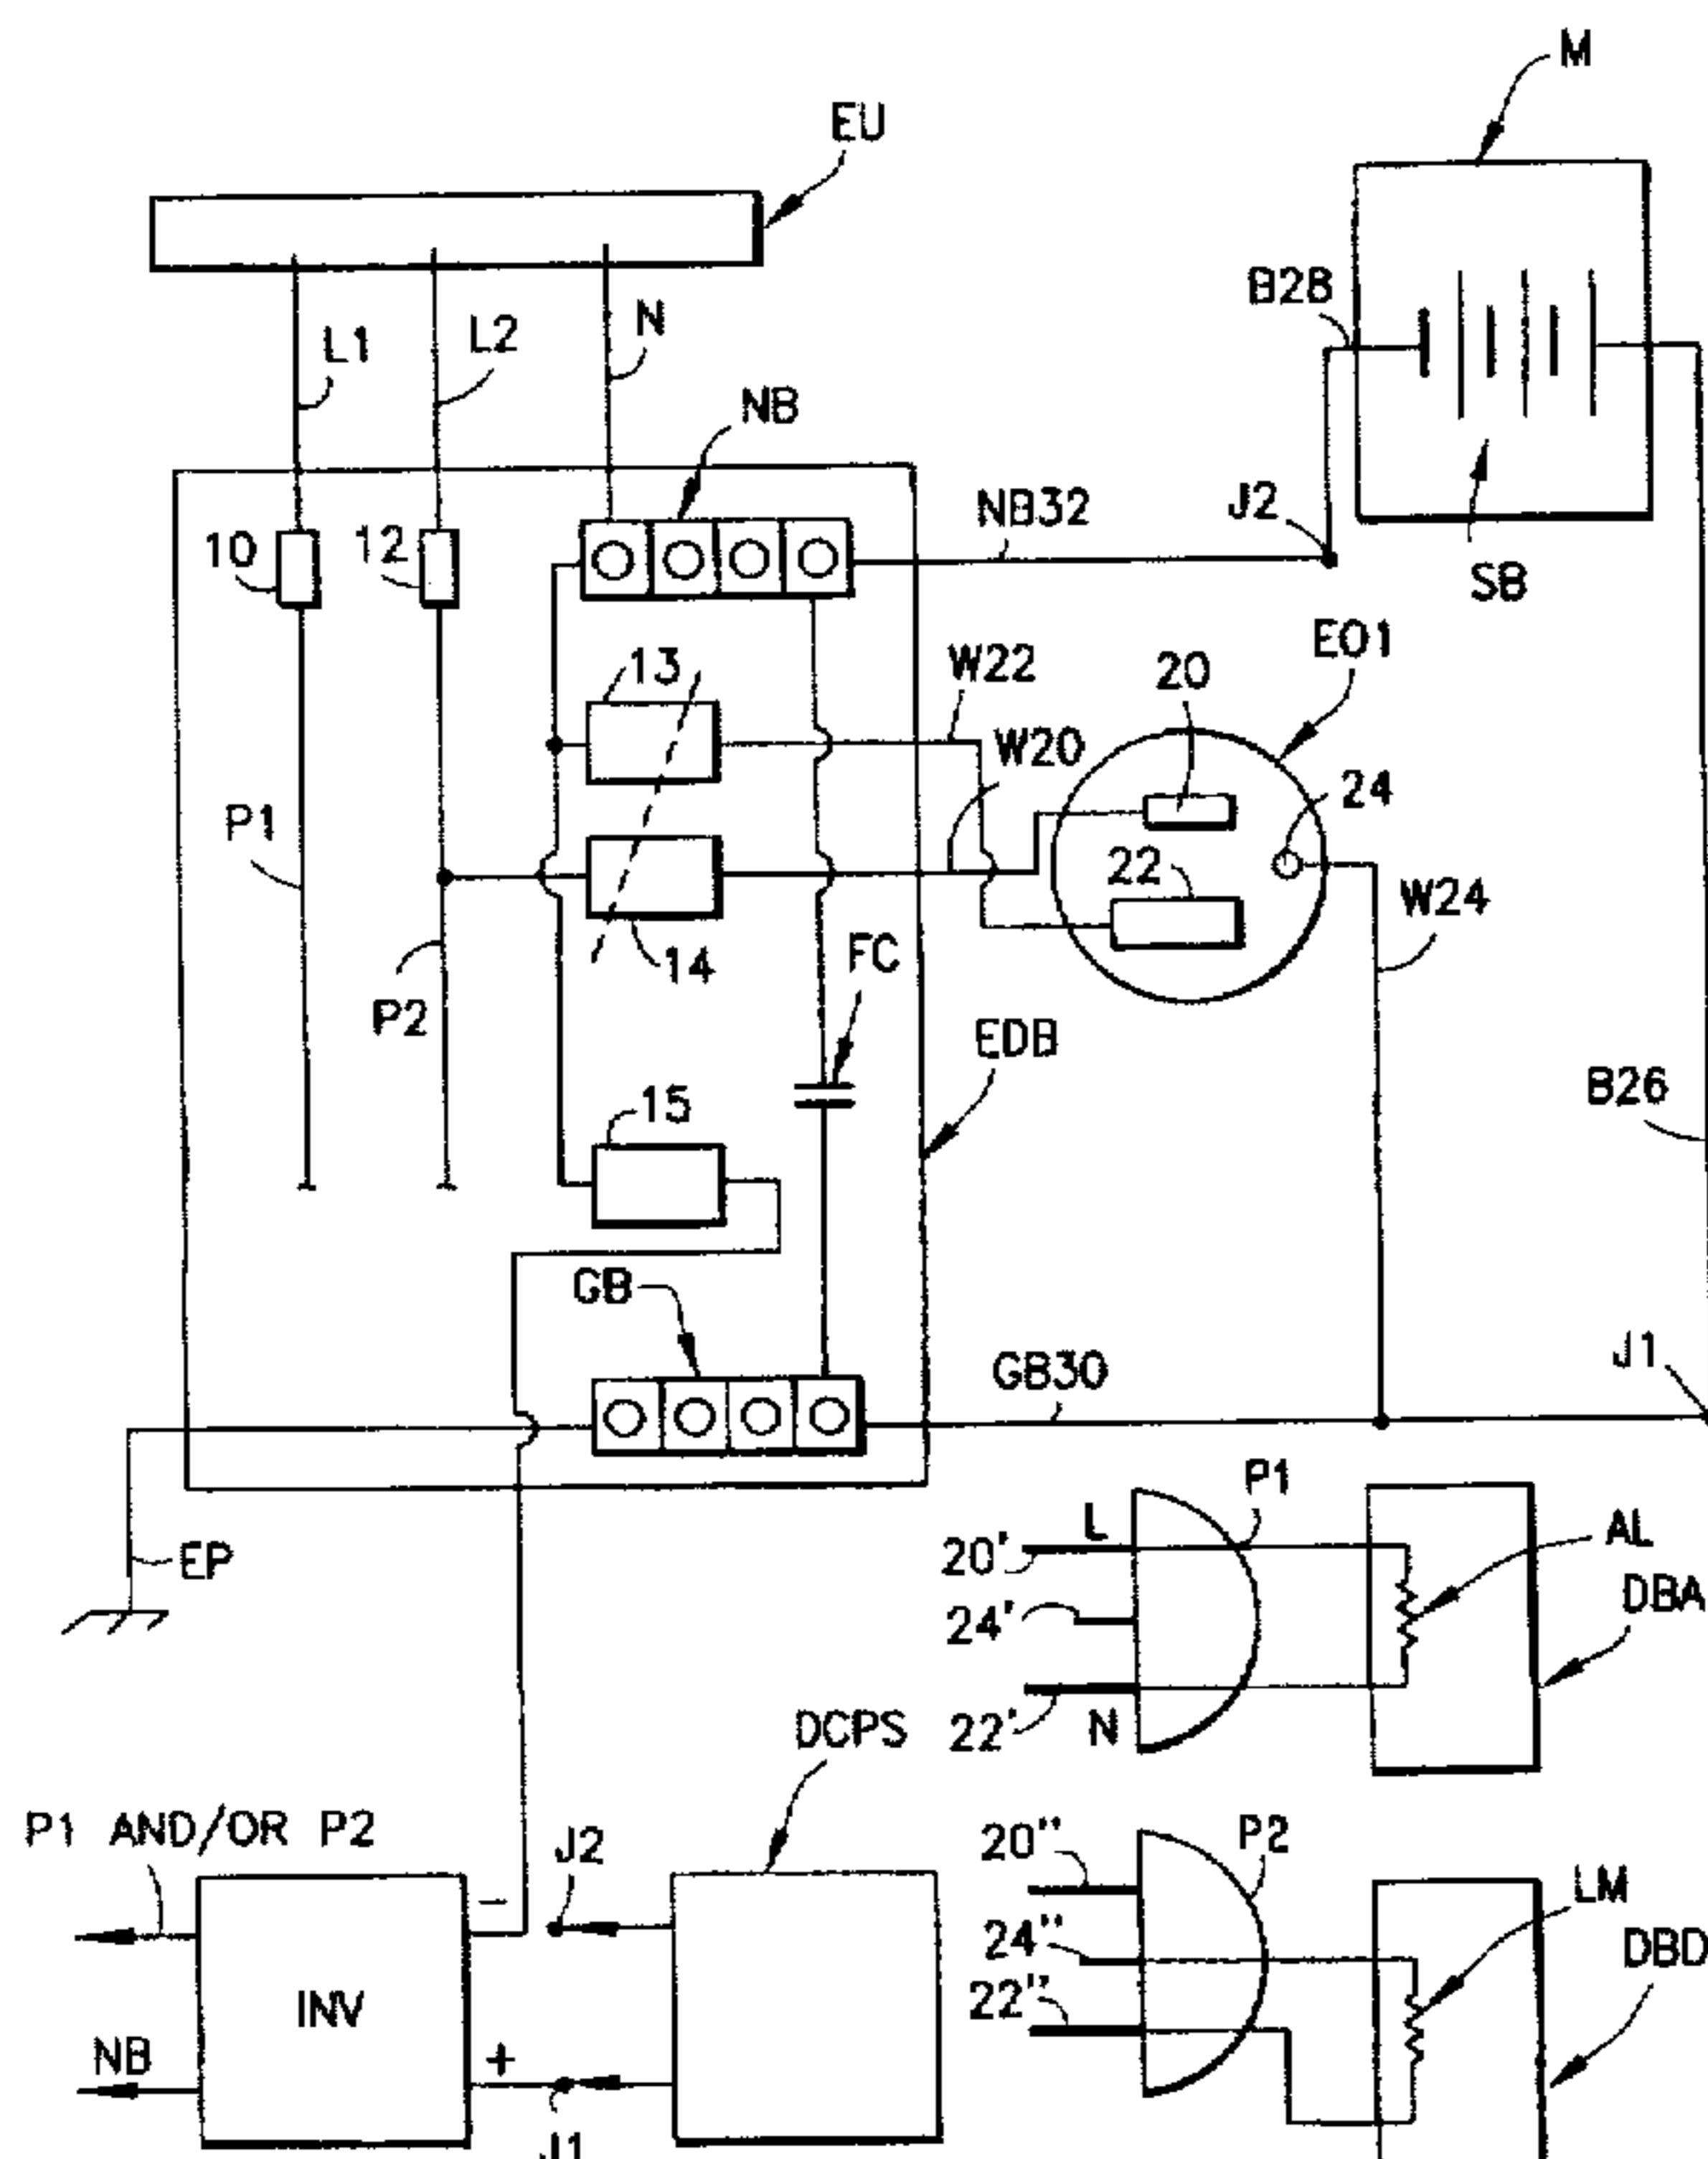 M
EU
B28
L1
L2
N
NB
NB32
J2
SB
10
12
EO1
13
W22
20
W20
24
P1
22
W24
14
FC
P2
EDB
15
B26
GB
GB30
J1
P1
L
AL
20'
EP
DBA
24'
22'
N
DCPS
P1 AND/OR P2
J2
20"
P2
LM
24"
DBD
-
INV
22"
NB
+
J1